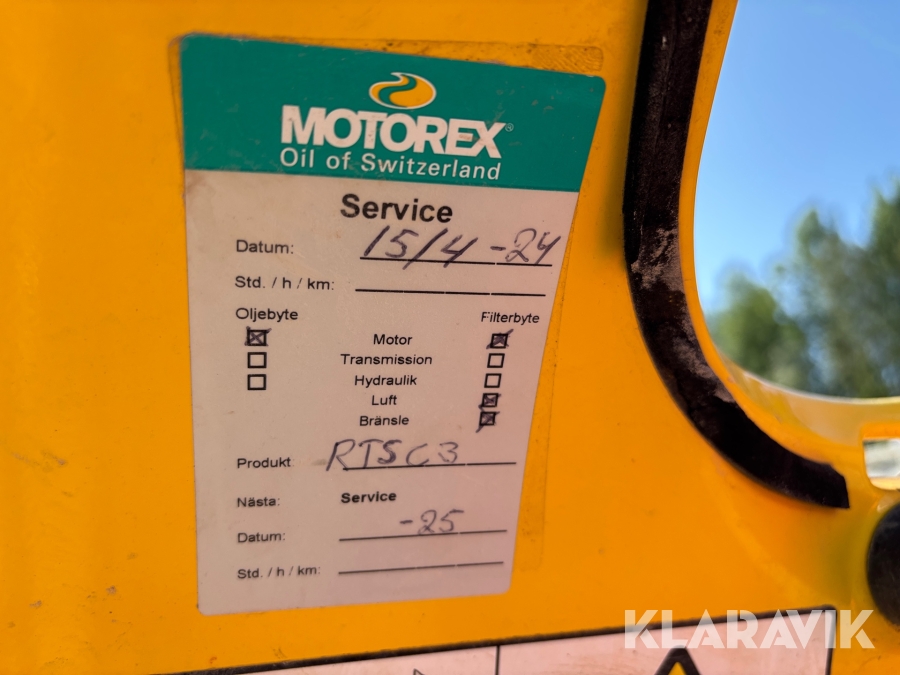 MOTOREX®
Oil of Switzerland
Service
Datum: 15/4-24
Std. / h / km:
Oljebyte Filterbyte
Motor
Transmission
Hydraulik
Luft
Bränsle
Produkt RTSC3
Nästa: Service
Datum: -25
Std. / h / km:
KLARAVIK